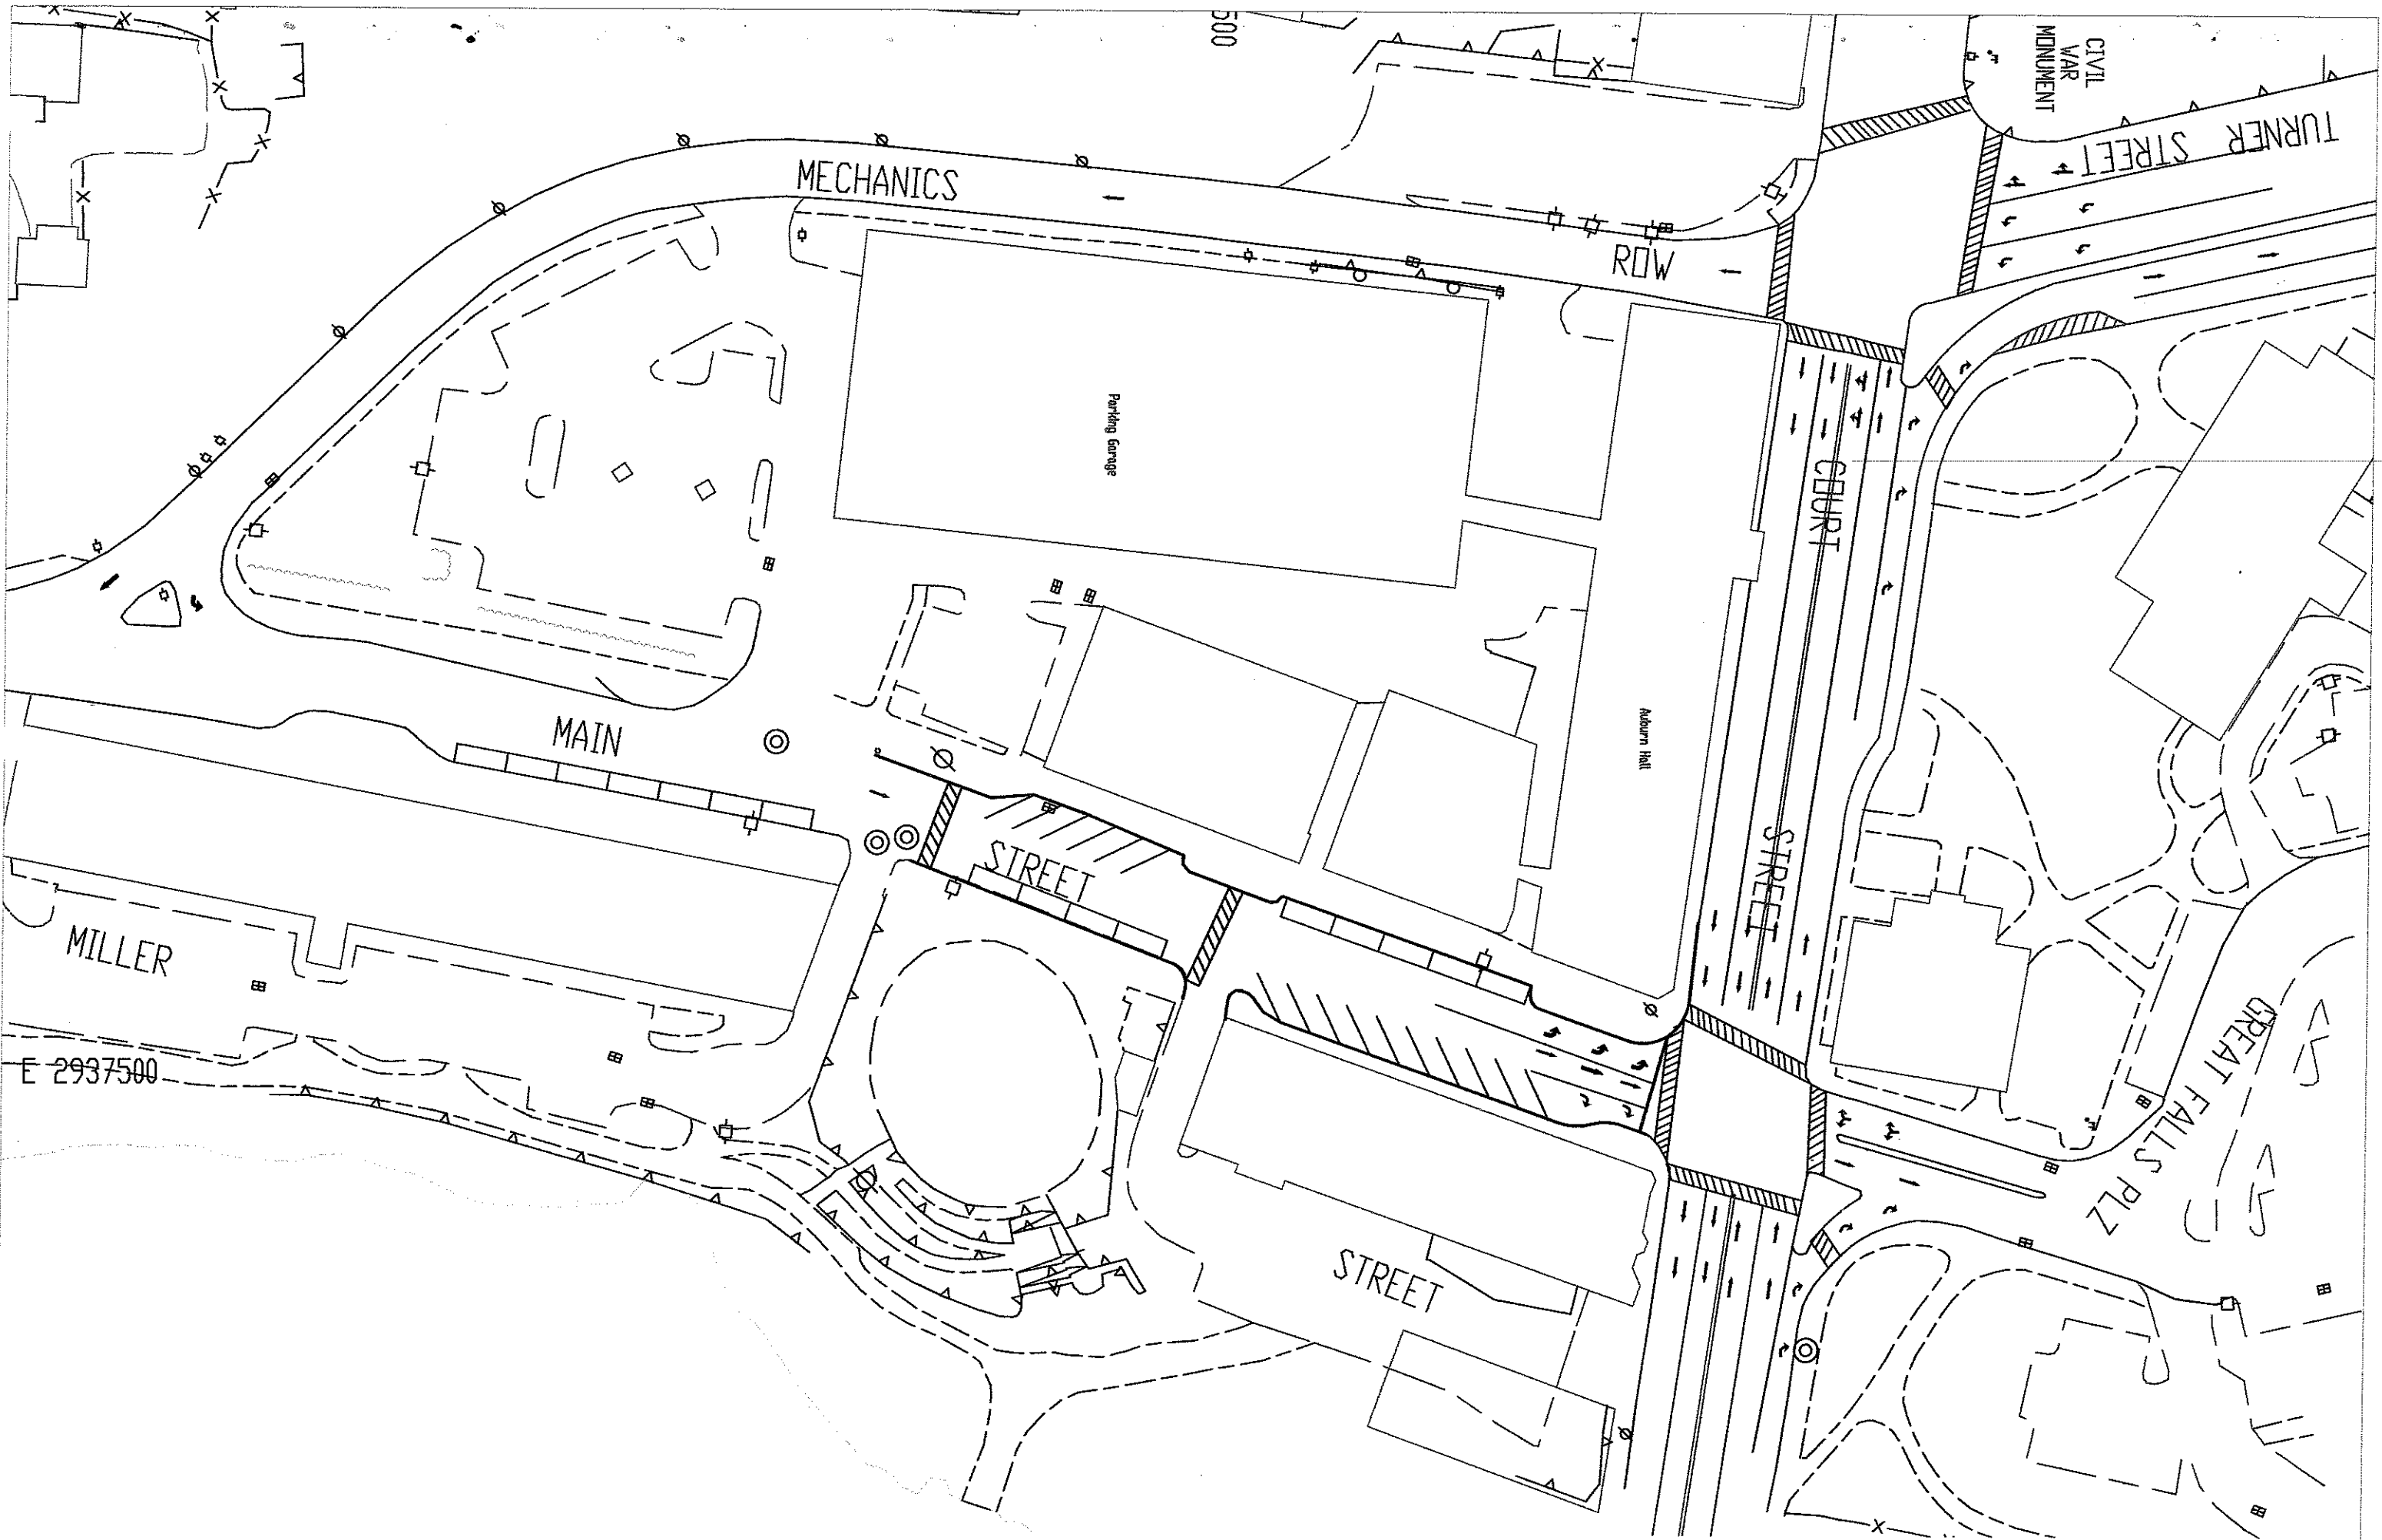 500
CIVIL
WAR
MONUMENT
TURNER STREET
MECHANICS
ROW
Parking Garage
COURT
STREET
Auburn Hall
MAIN
STREET
MILLER
STREET
E 2937500
GREAT FALLS PLZ